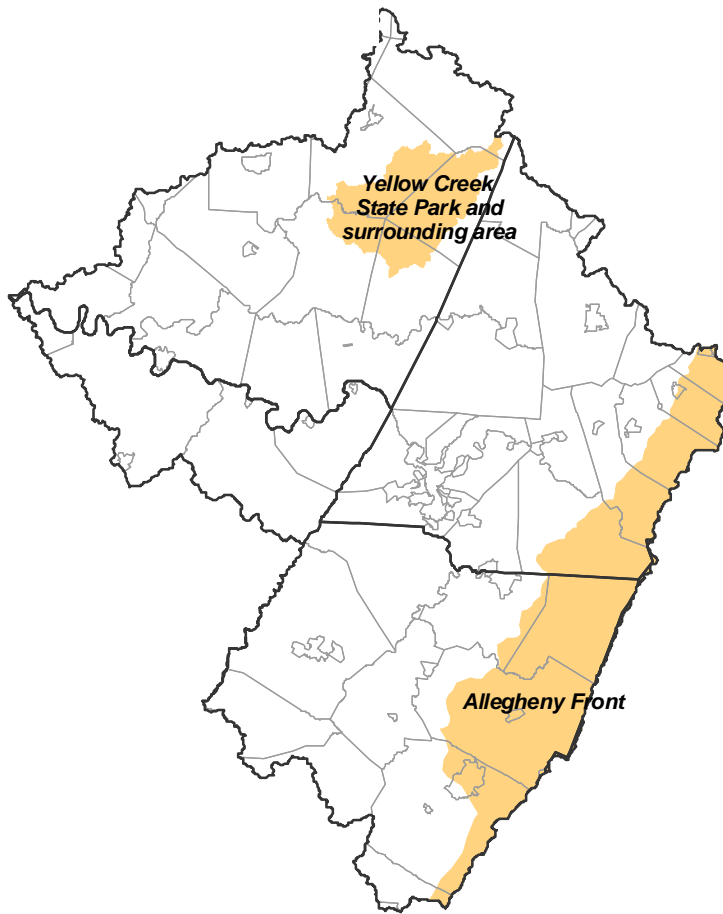 Yellow Creek
State Park and
surrounding area
Allegheny Front